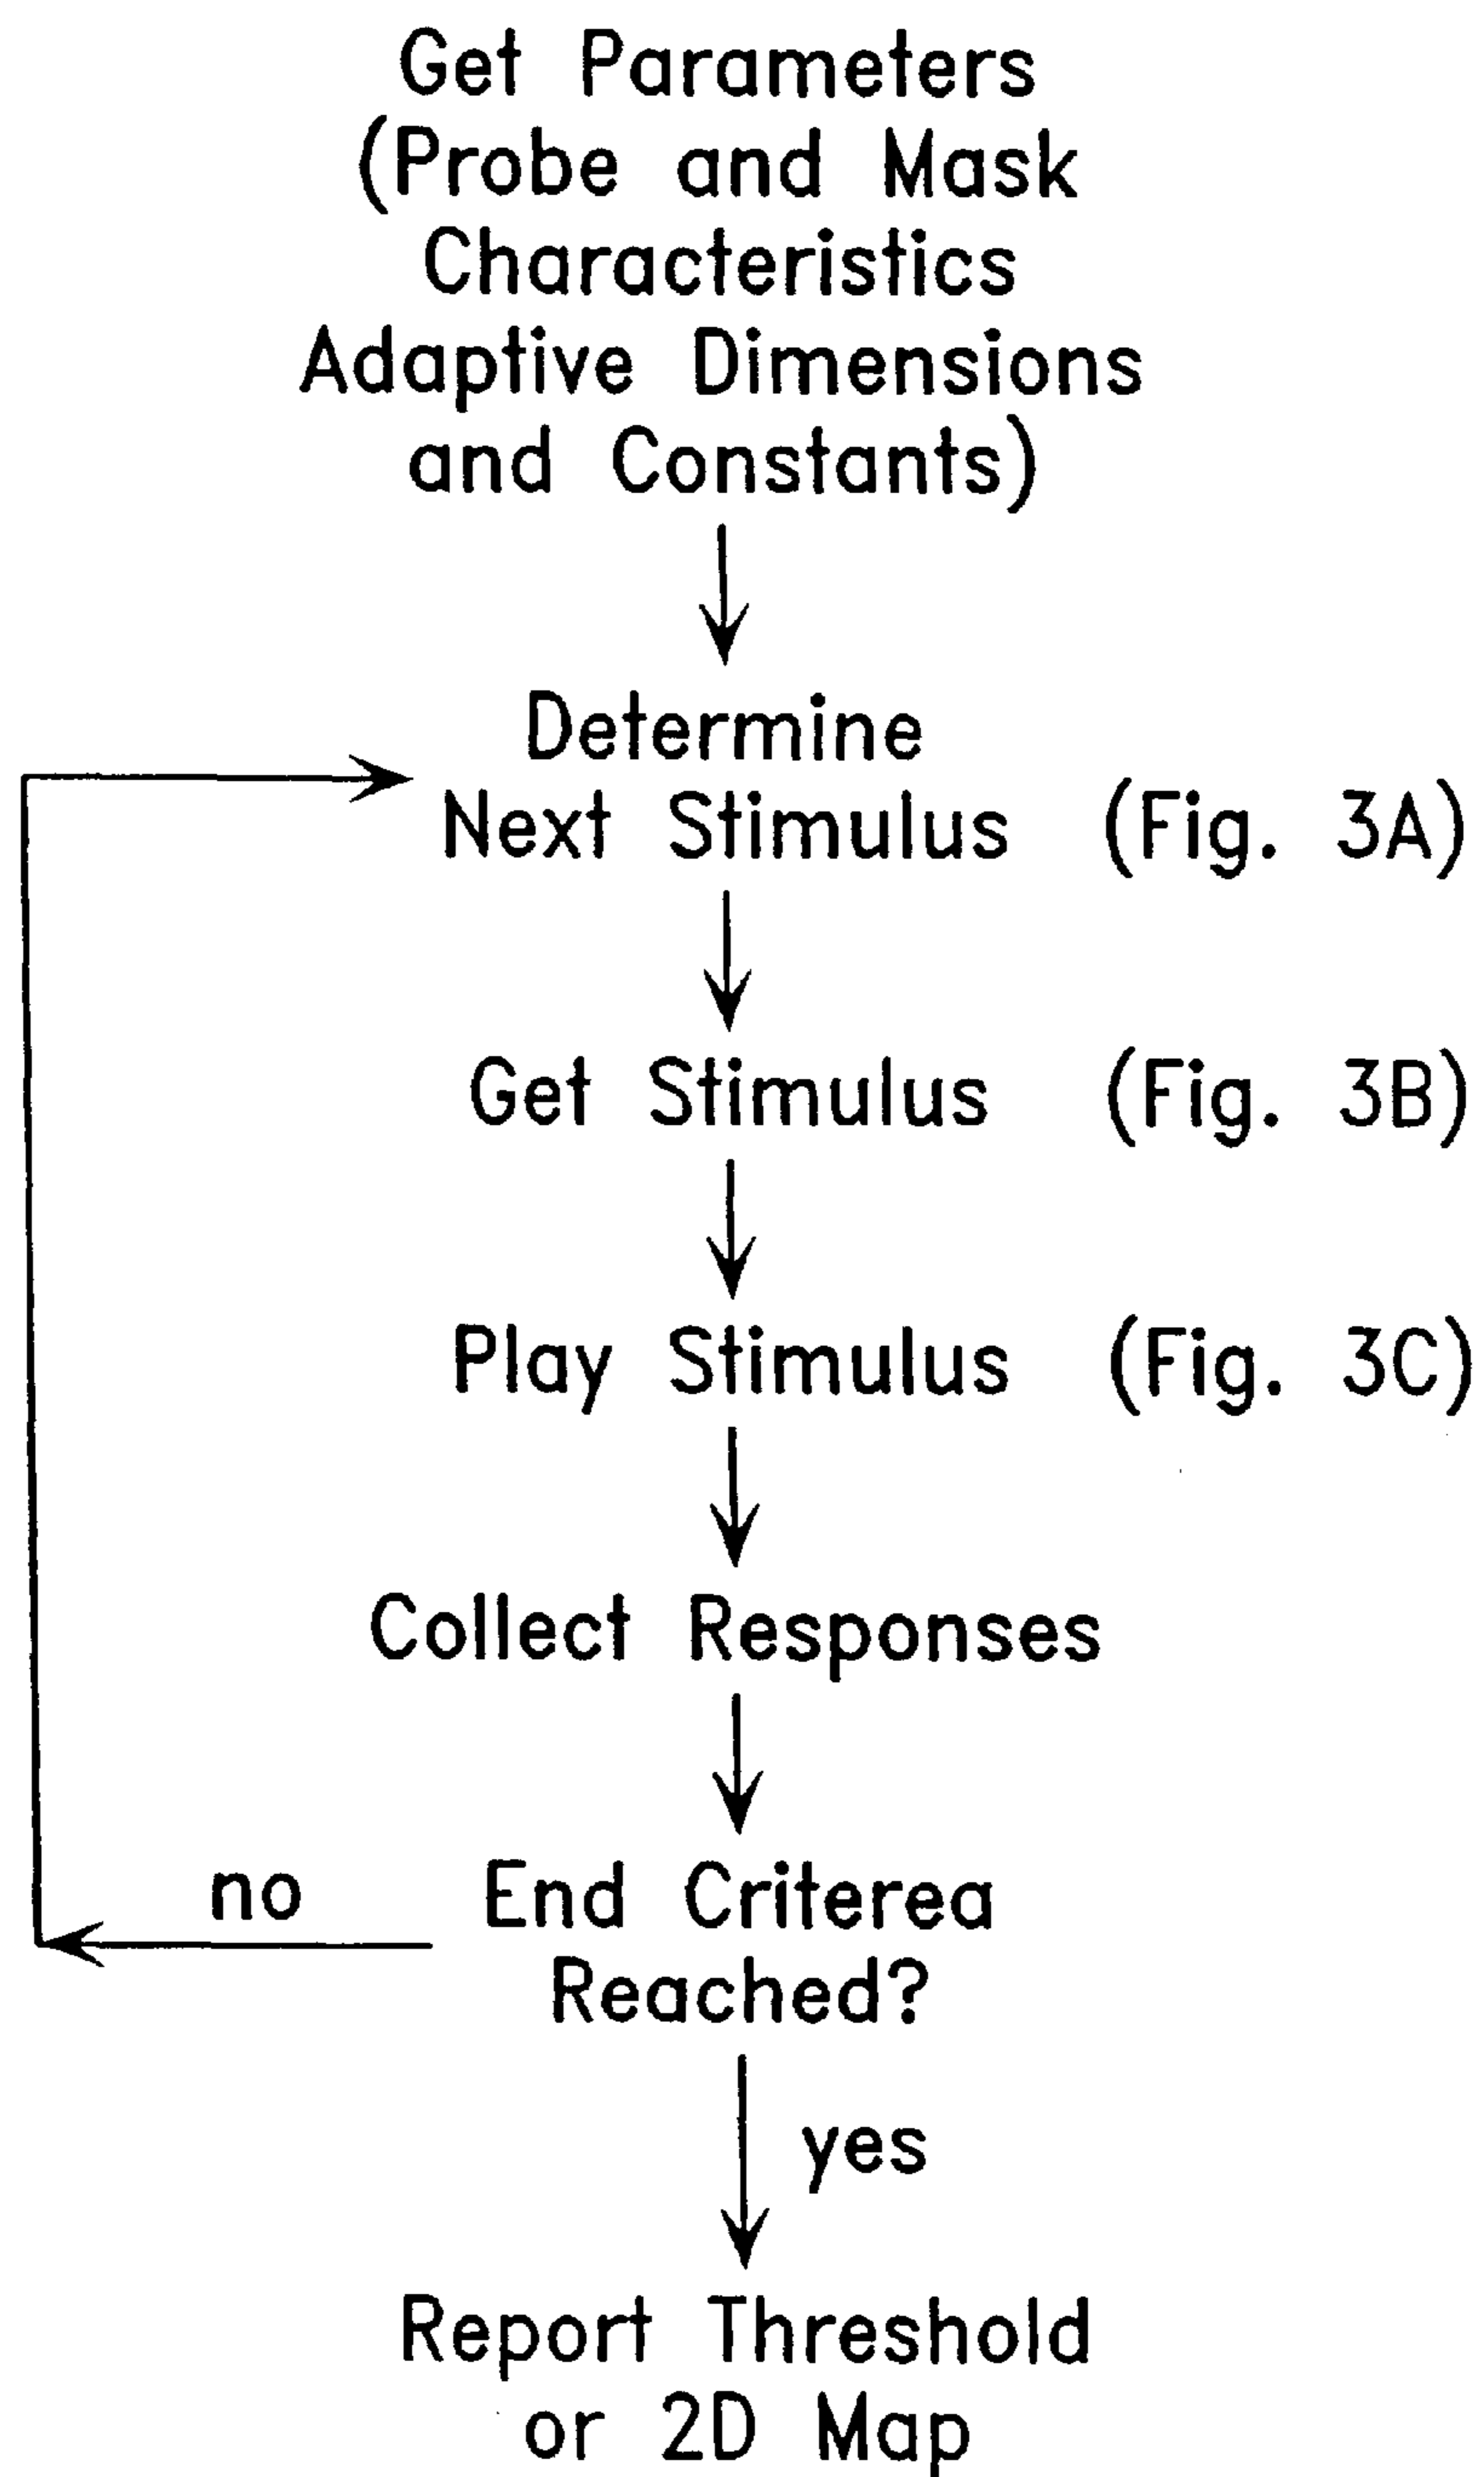 Get Parameters
(Probe and Mask
Characteristics
Adaptive Dimensions
and Constants)
Determine
Next Stimulus (Fig. 3A)
Get Stimulus (Fig. 3B)
Play Stimulus (Fig. 3C)
Collect Responses
no
End Criterea
Reached?
yes
Report Threshold
or 2D Map